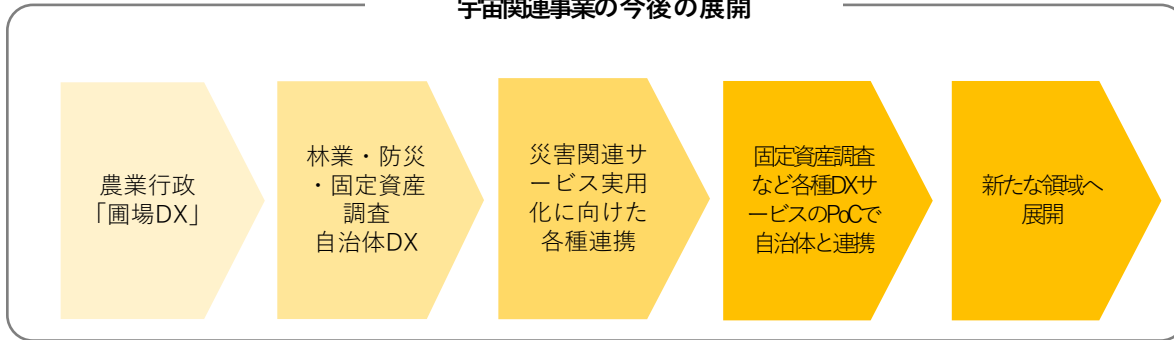 宇宙関連事業の今後の展開
農業行政
「圃場DX」
林業・防災
・固定資産
調査
自治体DX
災害関連サ
ービス実用
化に向けた
各種連携
固定資産調査
など各種DXサ
ービスのPoCで
自治体と連携
新たな領域へ
展開